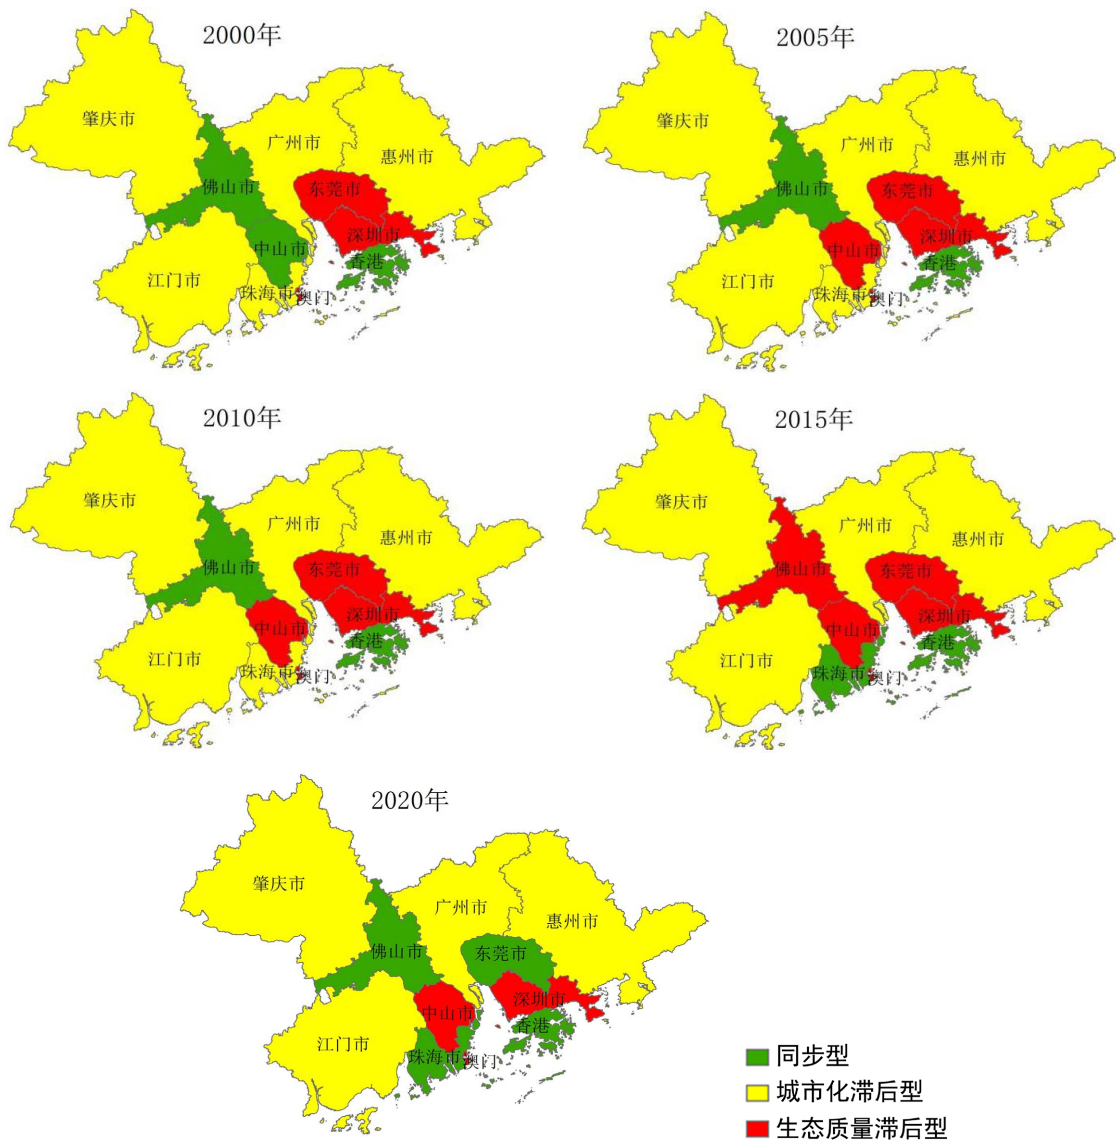 2000年
肇庆市
广州市
惠州市
佛山市
东莞市
中山市
深圳市
香港
江门市
珠海市
澳门
2005年
肇庆市
广州市
惠州市
佛山市
东莞市
中山市
深圳市
香港
江门市
珠海市
澳门
2010年
肇庆市
广州市
惠州市
佛山市
东莞市
中山市
深圳市
香港
江门市
珠海市
澳门
2015年
肇庆市
广州市
惠州市
佛山市
东莞市
中山市
深圳市
香港
江门市
珠海市
澳门
2020年
肇庆市
广州市
惠州市
佛山市
东莞市
中山市
深圳市
香港
江门市
珠海市
澳门
同步型
城市化滞后型
生态质量滞后型